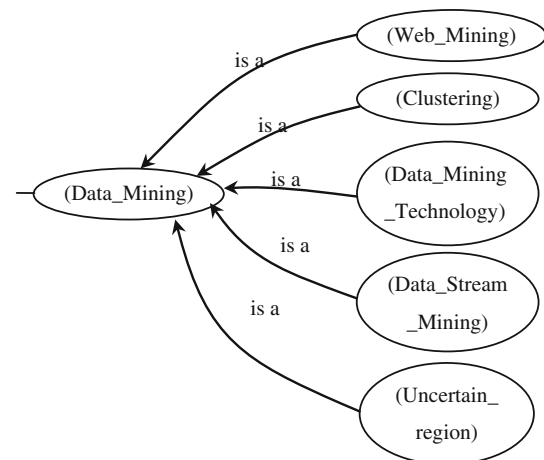 (Web_Mining)
is a
(Clustering)
is a
(Data_Mining
_Technology)
is a
(Data_Mining)
(Data_Stream
_Mining)
is a
is a
(Uncertain_
region)